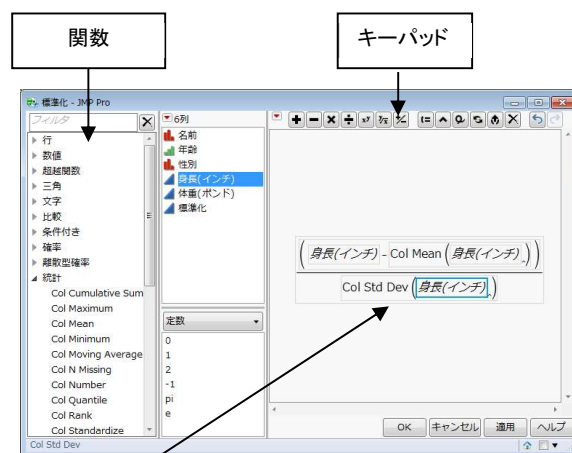 関数
キーパッド
標準化 - JMP Pro
フィルタ
行
数値
超越関数
三角
文字
比較
条件付き
確率
離散型確率
統計
Col Cumulative Sum
Col Maximum
Col Mean
Col Minimum
Col Moving Average
Col N Missing
Col Number
Col Quantile
Col Rank
Col Standardize
Col Std Dev
6列
名前
年齢
性別
身長(インチ)
体重(ポンド)
標準化
定数
0
1
2
-1
pi
e
(身長(インチ) - Col Mean(身長(インチ)))
Col Std Dev(身長(インチ))
OK キャンセル 適用 ヘルプ